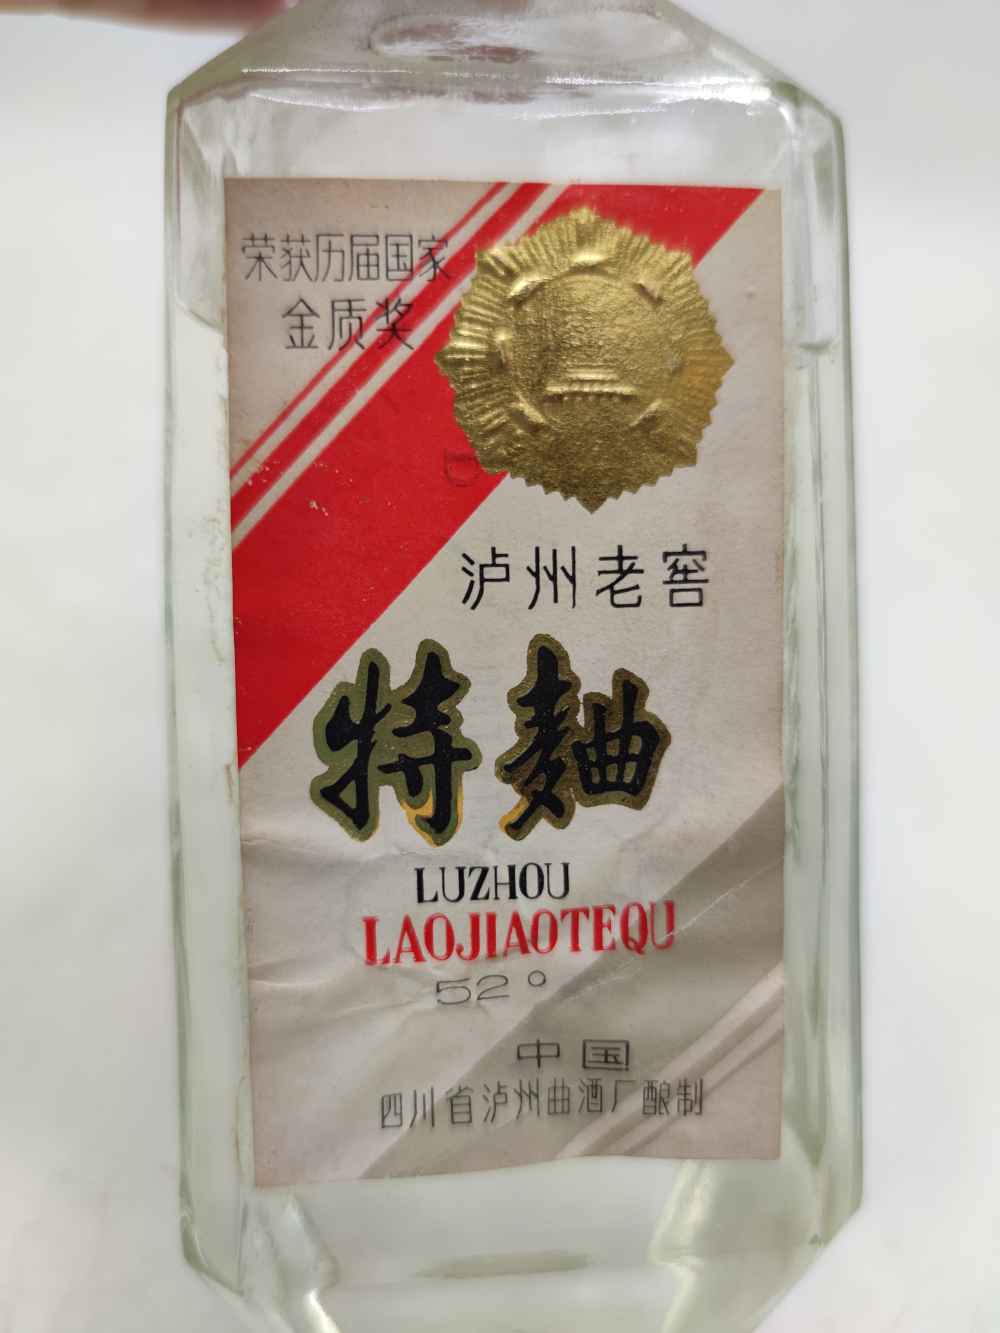 荣获历届国家
金质奖
泸州老窖
特麯
LUZHOU
LAOJIAOTEQU
52°
中国
四川省泸州曲酒厂酿制